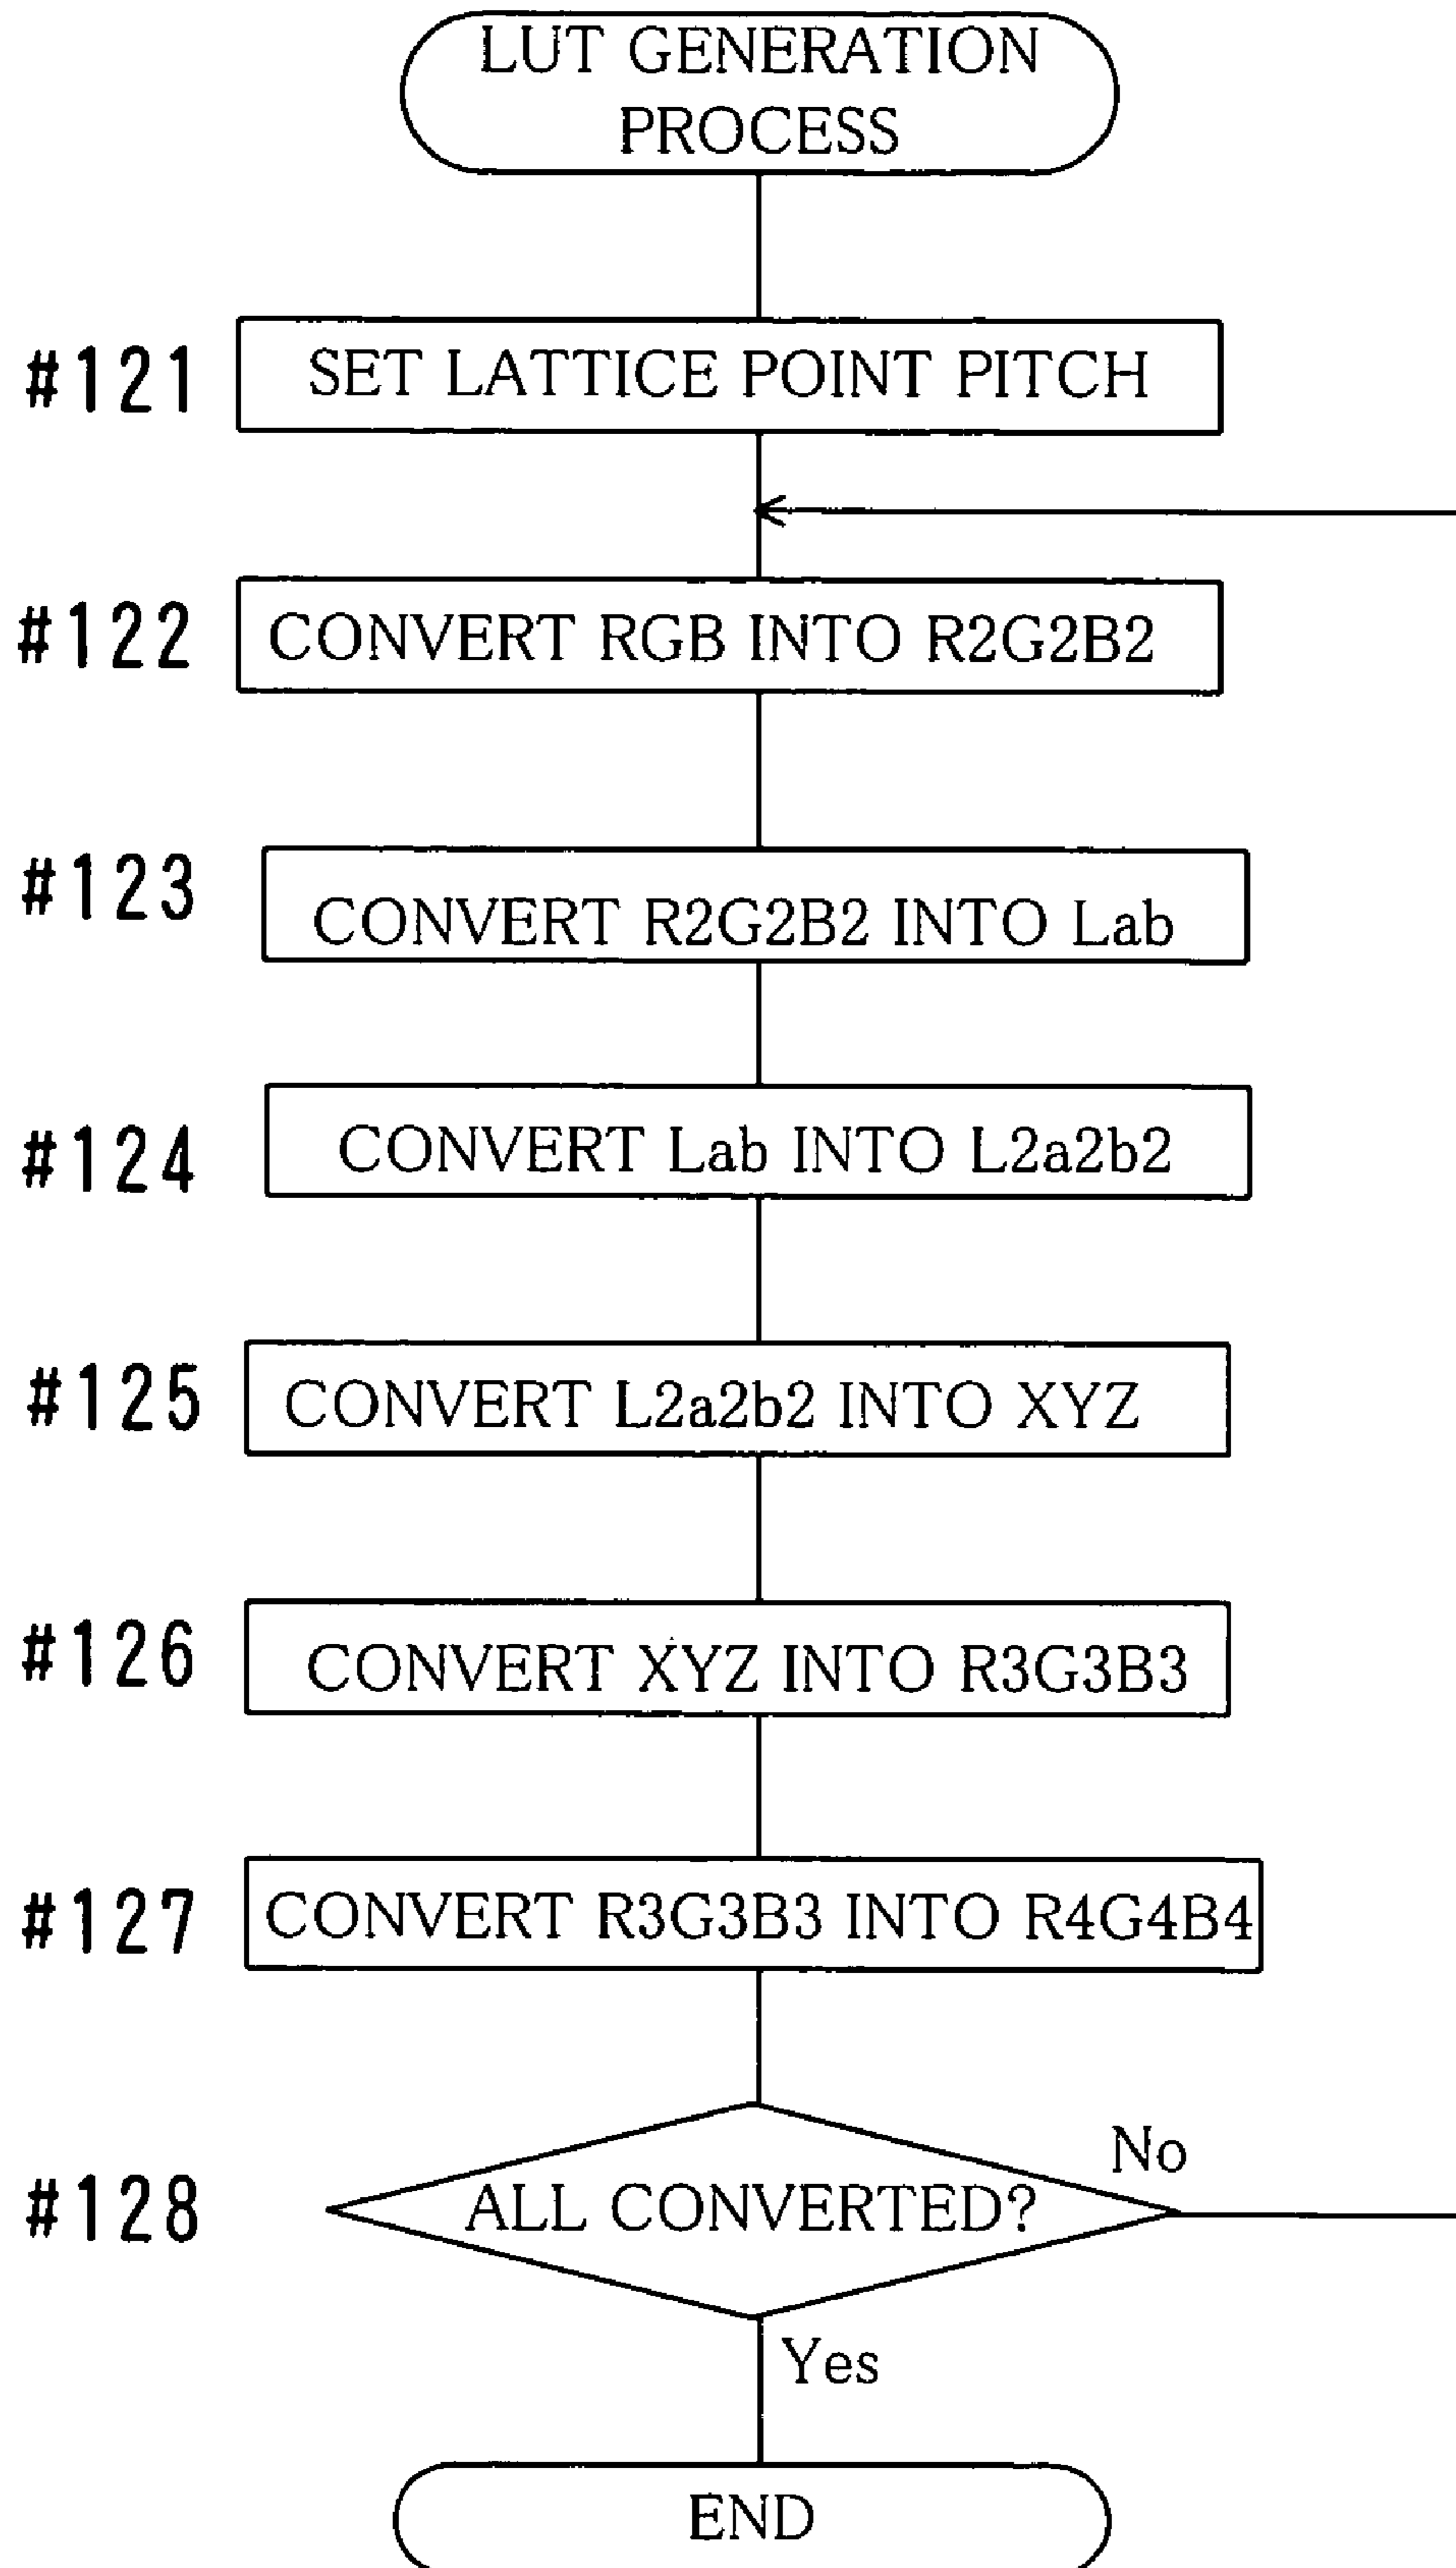 LUT GENERATION
PROCESS
#121
SET LATTICE POINT PITCH
#122
CONVERT RGB INTO R2G2B2
#123
CONVERT R2G2B2 INTO Lab
#124
CONVERT Lab INTO L2a2b2
#125
CONVERT L2a2b2 INTO XYZ
#126
CONVERT XYZ INTO R3G3B3
#127
CONVERT R3G3B3 INTO R4G4B4
No
#128
ALL CONVERTED?
Yes
END